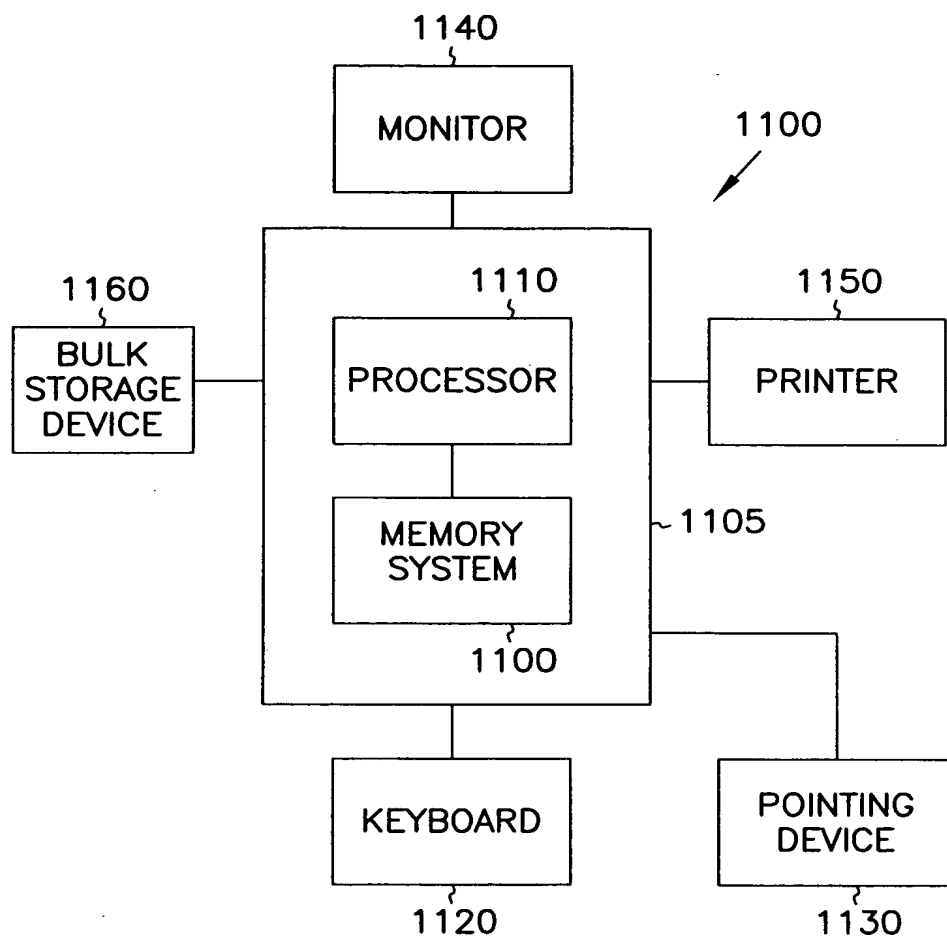 1140
MONITOR
1100
1160
BULK
STORAGE
DEVICE
1110
PROCESSOR
1150
PRINTER
MEMORY
SYSTEM
1100
1105
KEYBOARD
1120
POINTING
DEVICE
1130